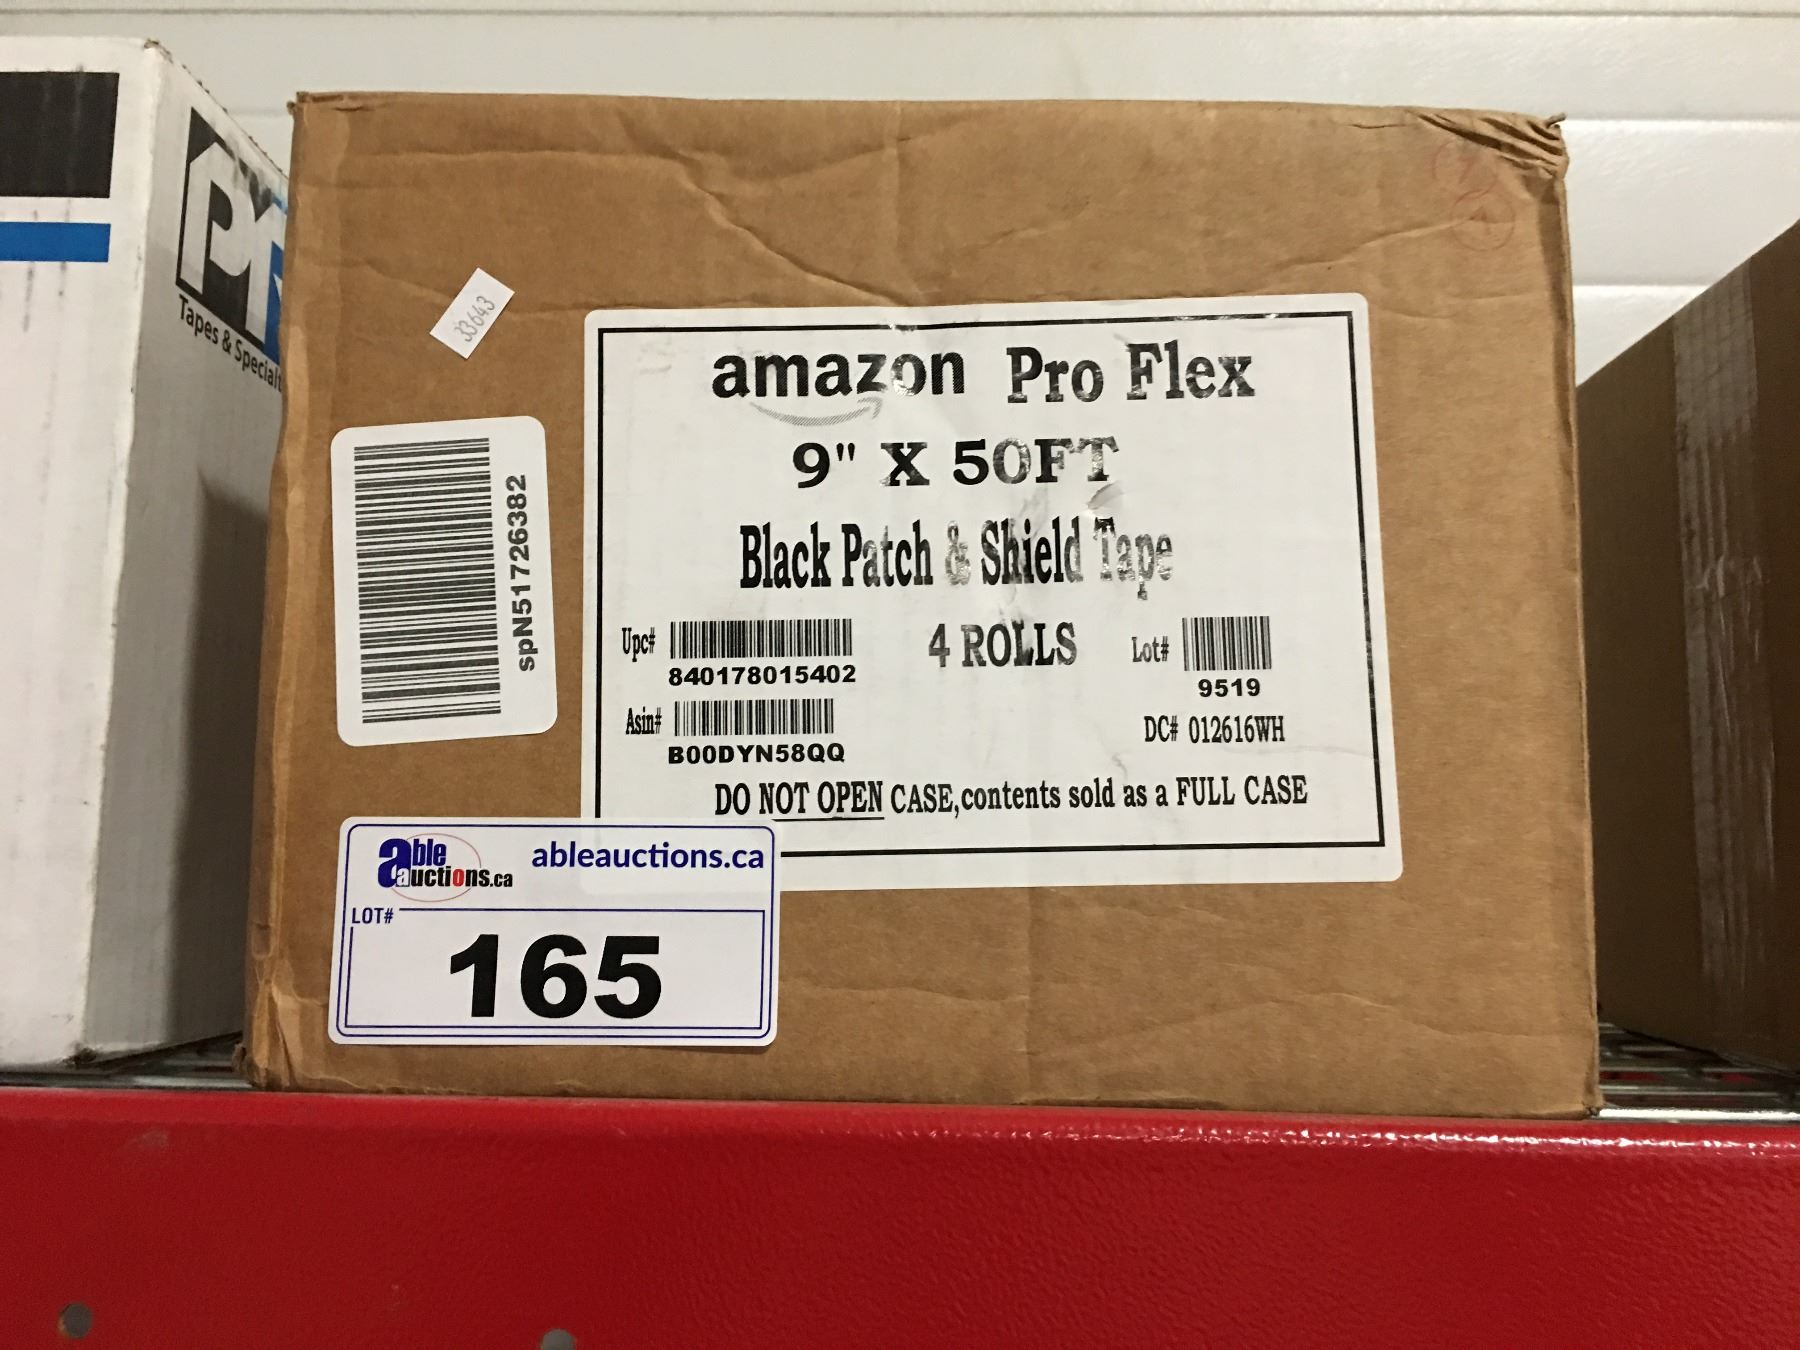 Tapes & Specialt
33643
spN51726382
amazon Pro Flex
9" X 50FT
Black Patch & Shield Tape
Upc#
840178015402
4 ROLLS
Lot#
9519
Asin#
B00DYN58QQ
DC# 012616WH
DO NOT OPEN CASE,contents sold as a FULL CASE
able auctions.ca
ableauctions.ca
LOT#
165